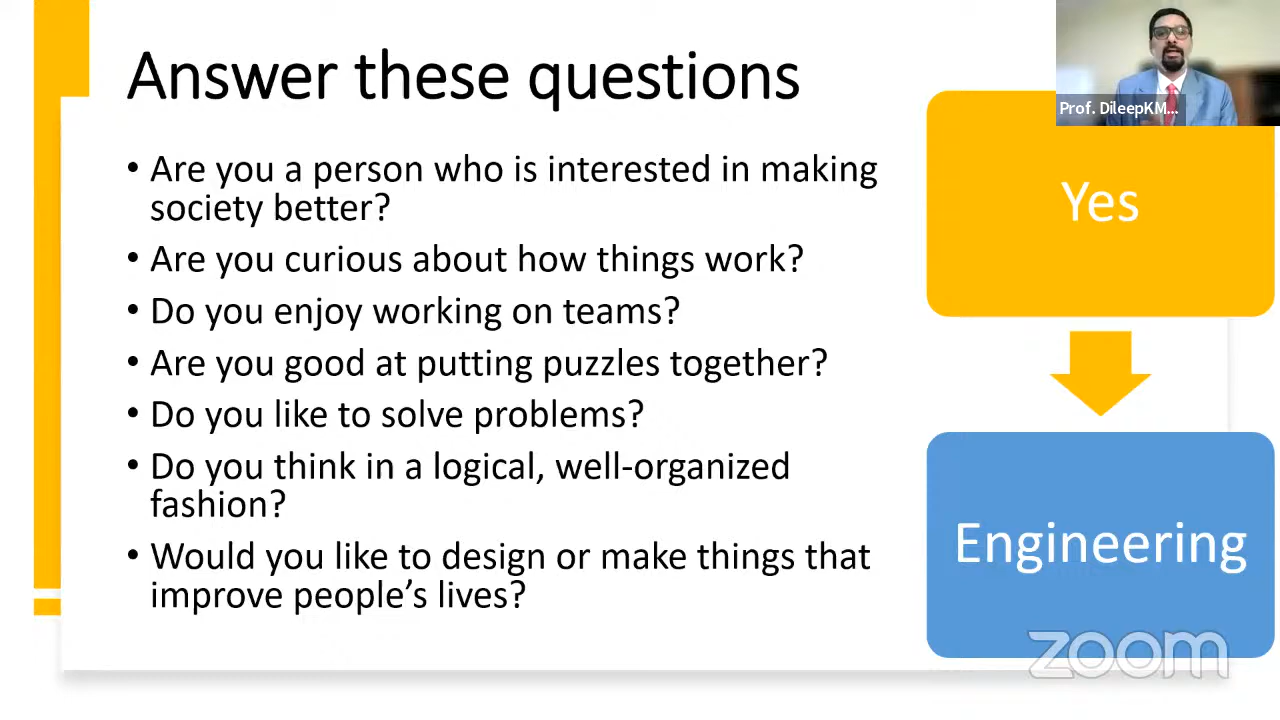 Answer these questions
• Are you a person who is interested in making
society better?
• Are you curious about how things work?
• Do you enjoy working on teams?
• Are you good at putting puzzles together?
• Do you like to solve problems?
• Do you think in a logical, well-organized
fashion?
• Would you like to design or make things that
improve people’s lives?
Prof. DileepKM...
Yes
Engineering
zoom